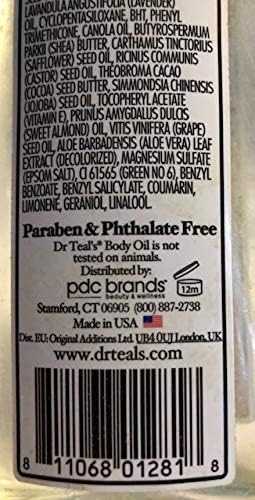 LAVANDULA ANGUSTIFOLIA (LAVENDER)
OIL, CYCLOPENTASILOXANE, BHT, PHENYL
TRIMETHICONE, CANOLA OIL, BUTYROSPERMUM
PARKII (SHEA) BUTTER, CARTHAMUS TINCTORIUS
(SAFFLOWER) SEED OIL, RICINUS COMMUNIS
(CASTOR) SEED OIL, THEOBROMA CACAO
(COCOA) SEED BUTTER, SIMMONDSIA CHINENSIS
(JOJOBA) SEED OIL, TOCOPHERYL ACETATE
(VITAMIN E), PRUNUS AMYGDALUS DULCIS
(SWEET ALMOND) OIL, VITIS VINIFERA (GRAPE)
SEED OIL, ALOE BARBADENSIS (ALOE VERA) LEAF
EXTRACT (DECOLORIZED), MAGNESIUM SULFATE
(EPSOM SALT), CI 61565 (GREEN NO 6), BENZYL
BENZOATE, BENZYL SALICYLATE, COUMARIN,
LIMONENE, GERANIOL, LINALOOL.
Paraben & Phthalate Free
Dr Teal's® Body Oil is not
tested on animals.
Distributed by:
pdc brands®
beauty & wellness
12m
Stamford, CT 06905 (800) 887-2738
Made in USA
Dist. EU: Original Additions Ltd. UB4 0UJ London, UK
www.drteals.com
8 11068 01281 8